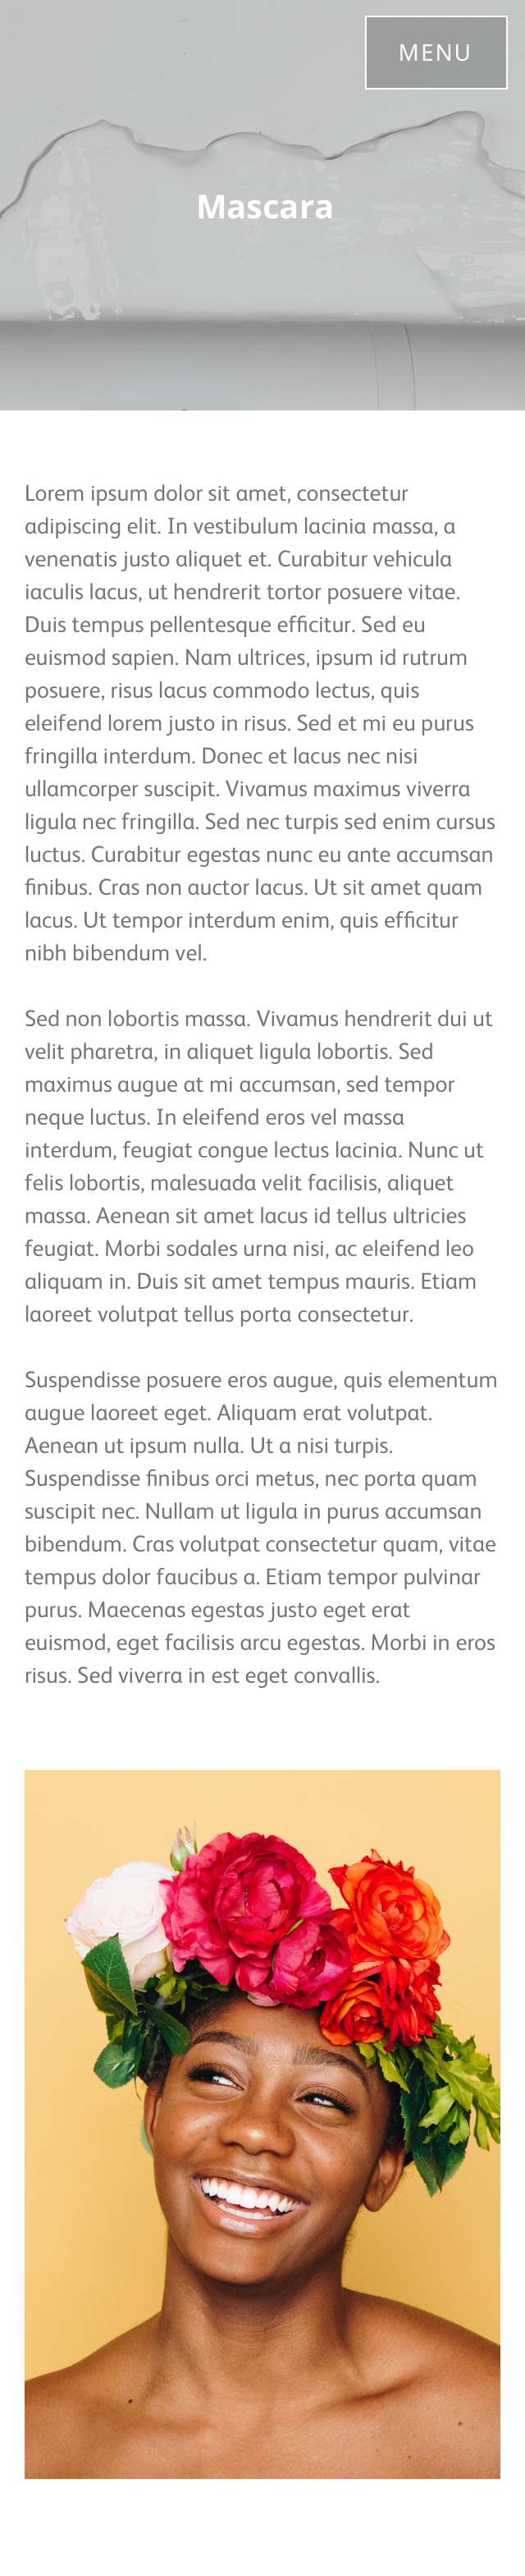 MENU
Mascara
Lorem ipsum dolor sit amet, consectetur
adipiscing elit. In vestibulum lacinia massa, a
venenatis justo aliquet et. Curabitur vehicula
iaculis lacus, ut hendrerit tortor posuere vitae.
Duis tempus pellentesque efficitur. Sed eu
euismod sapien. Nam ultrices, ipsum id rutrum
posuere, risus lacus commodo lectus, quis
eleifend lorem justo in risus. Sed et mi eu purus
fringilla interdum. Donec et lacus nec nisi
ullamcorper suscipit. Vivamus maximus viverra
ligula nec fringilla. Sed nec turpis sed enim cursus
luctus. Curabitur egestas nunc eu ante accumsan
finibus. Cras non auctor lacus. Ut sit amet quam
lacus. Ut tempor interdum enim, quis efficitur
nibh bibendum vel.
Sed non lobortis massa. Vivamus hendrerit dui ut
velit pharetra, in aliquet ligula lobortis. Sed
maximus augue at mi accumsan, sed tempor
neque luctus. In eleifend eros vel massa
interdum, feugiat congue lectus lacinia. Nunc ut
felis lobortis, malesuada velit facilisis, aliquet
massa. Aenean sit amet lacus id tellus ultricies
feugiat. Morbi sodales urna nisi, ac eleifend leo
aliquam in. Duis sit amet tempus mauris. Etiam
laoreet volutpat tellus porta consectetur.
Suspendisse posuere eros augue, quis elementum
augue laoreet eget. Aliquam erat volutpat.
Aenean ut ipsum nulla. Ut a nisi turpis.
Suspendisse finibus orci metus, nec porta quam
suscipit nec. Nullam ut ligula in purus accumsan
bibendum. Cras volutpat consectetur quam, vitae
tempus dolor faucibus a. Etiam tempor pulvinar
purus. Maecenas egestas justo eget erat
euismod, eget facilisis arcu egestas. Morbi in eros
risus. Sed viverra in est eget convallis.